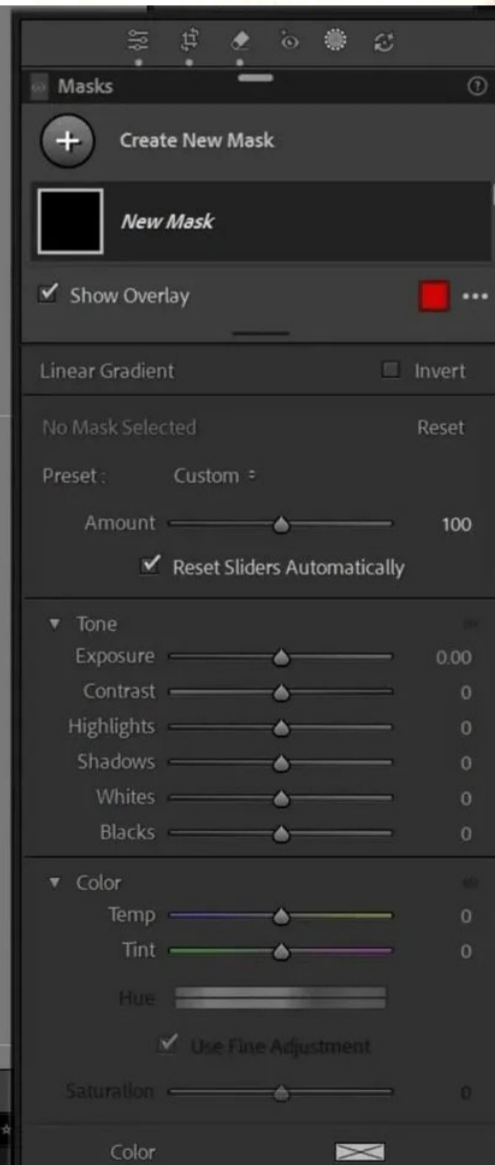 Masks
Create New Mask
New Mask
Show Overlay
Linear Gradient Invert
No Mask Selected Reset
Preset : Custom
Amount 100
Reset Sliders Automatically
Tone
Exposure 0.00
Contrast 0
Highlights 0
Shadows 0
Whites 0
Blacks 0
Color
Temp 0
Tint 0
Hue
Use Fine Adjustment
Saturation 0
Color